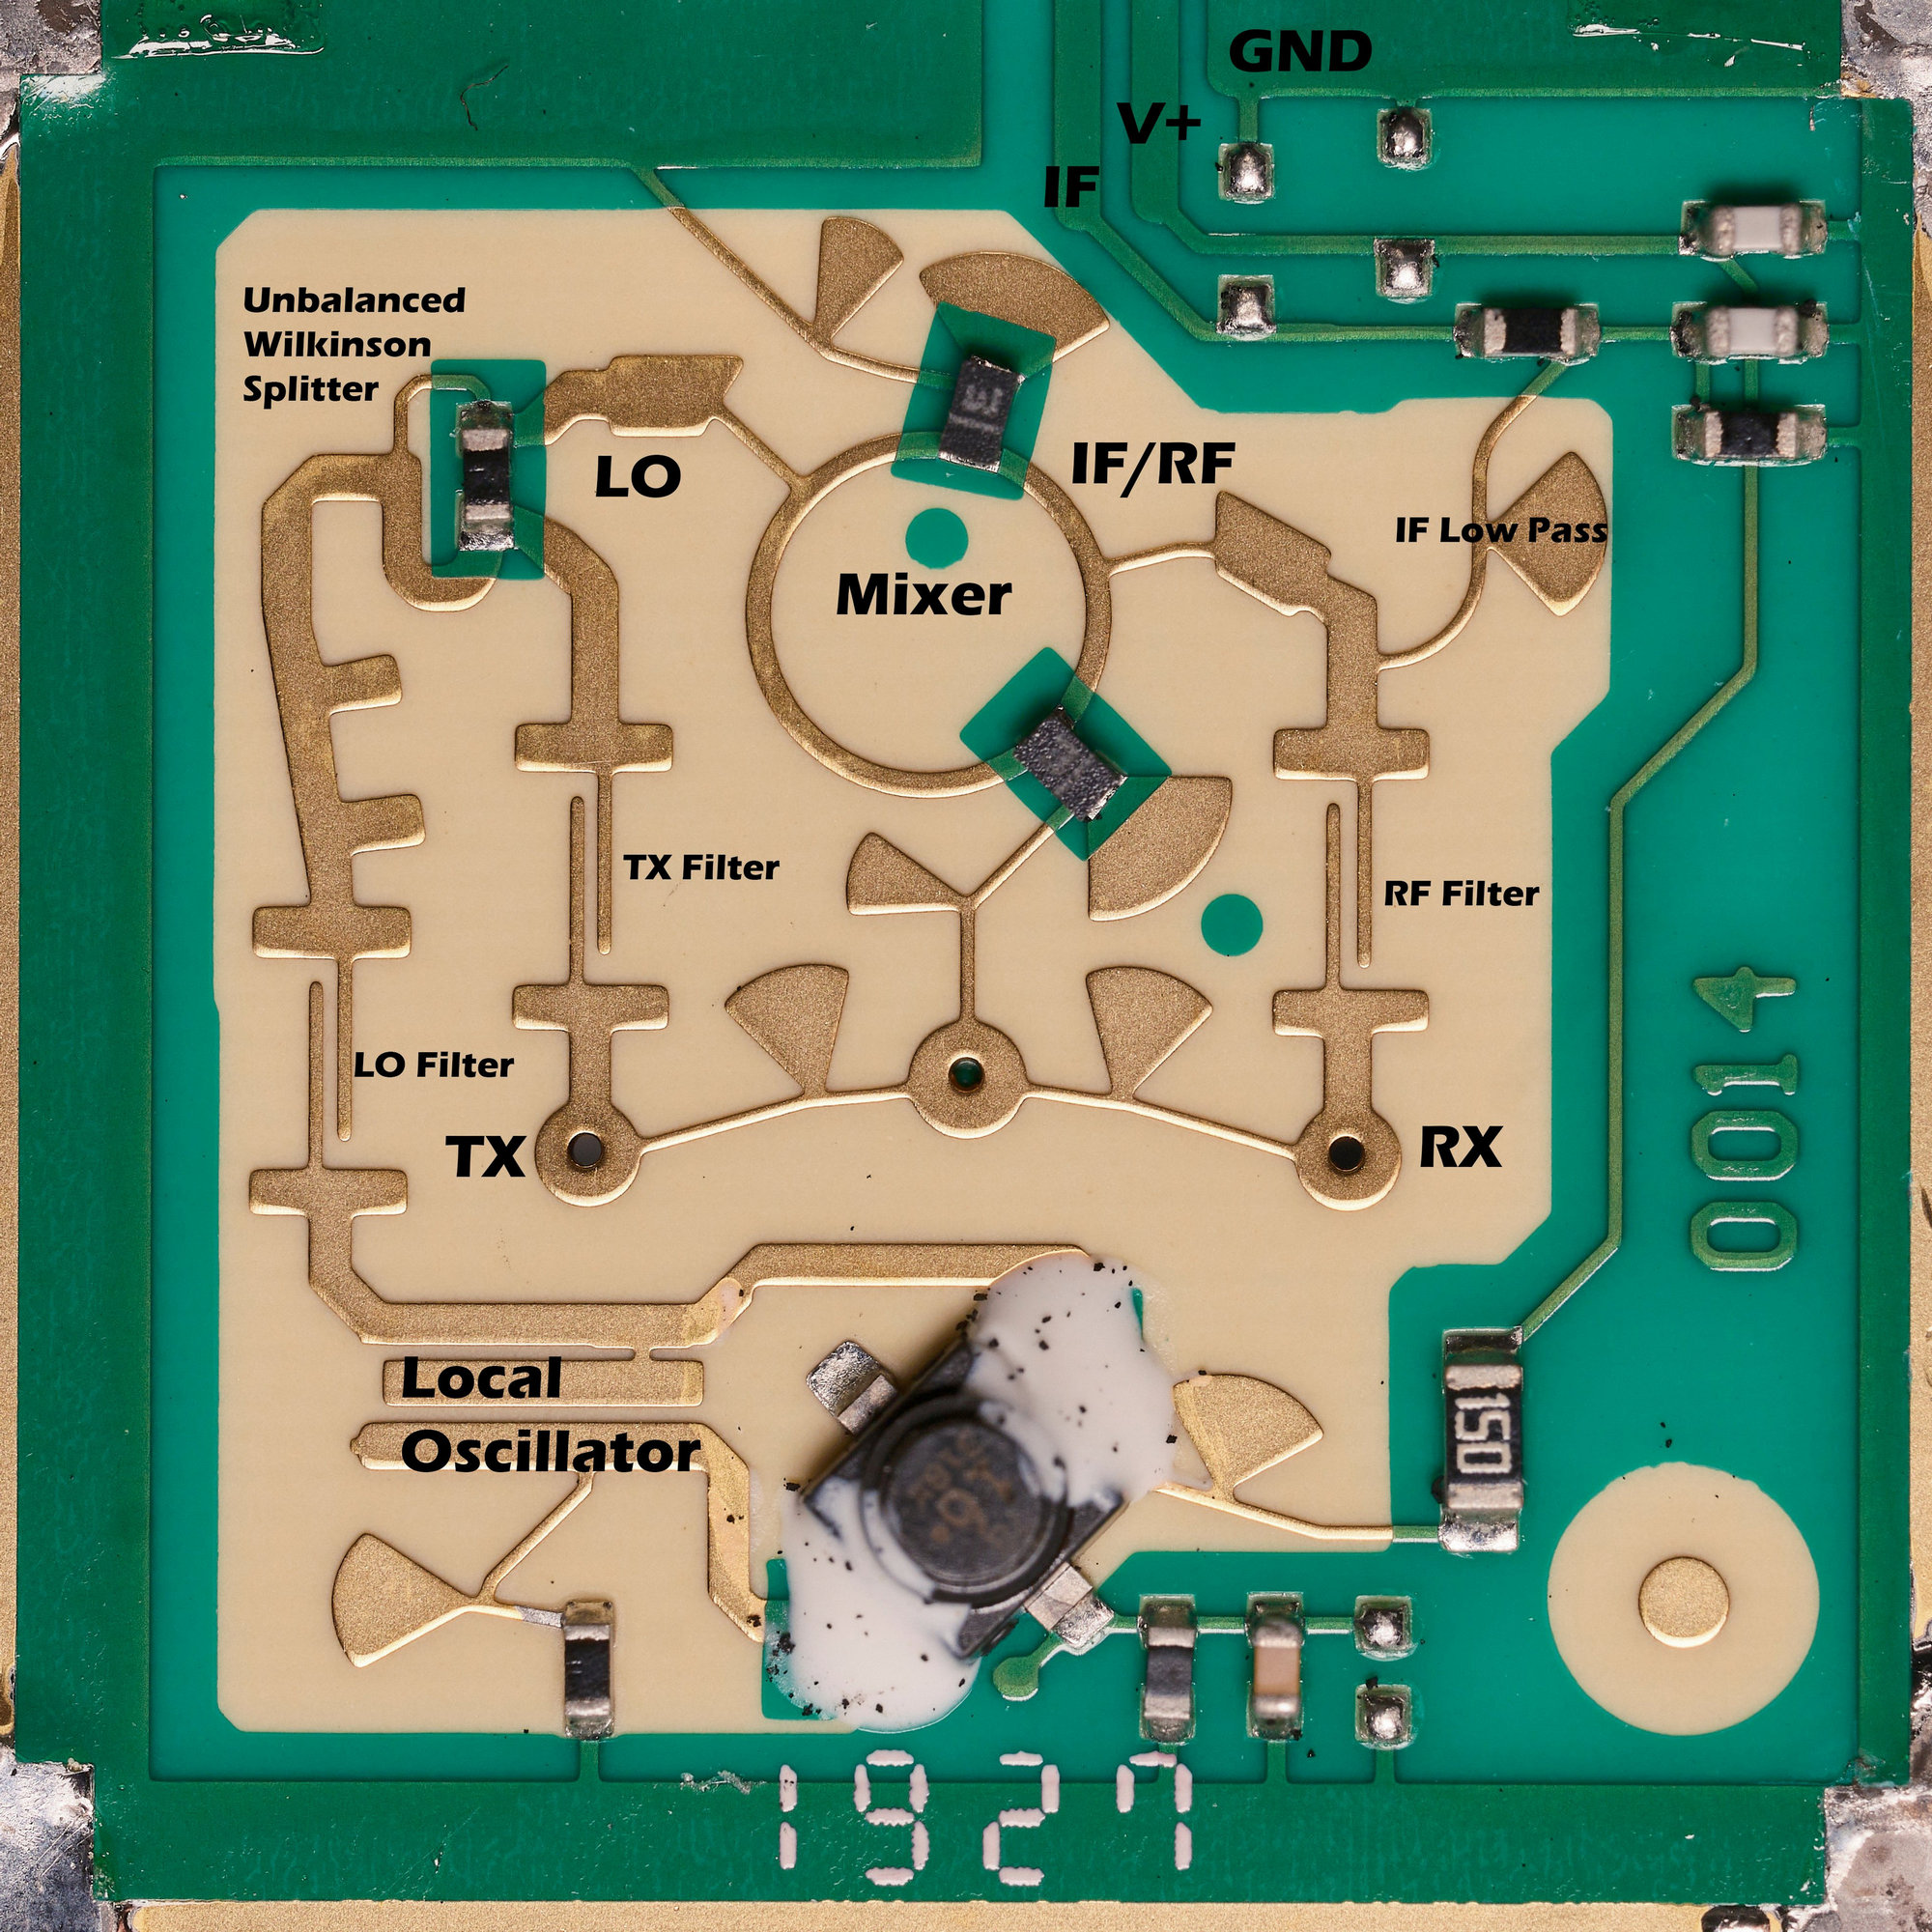 GND
V+
IF
Unbalanced
Wilkinson
Splitter
LO
IF/RF
IF Low Pass
Mixer
TX Filter
RF Filter
LO Filter
TX
RX
0014
Local
Oscillator
150
1927